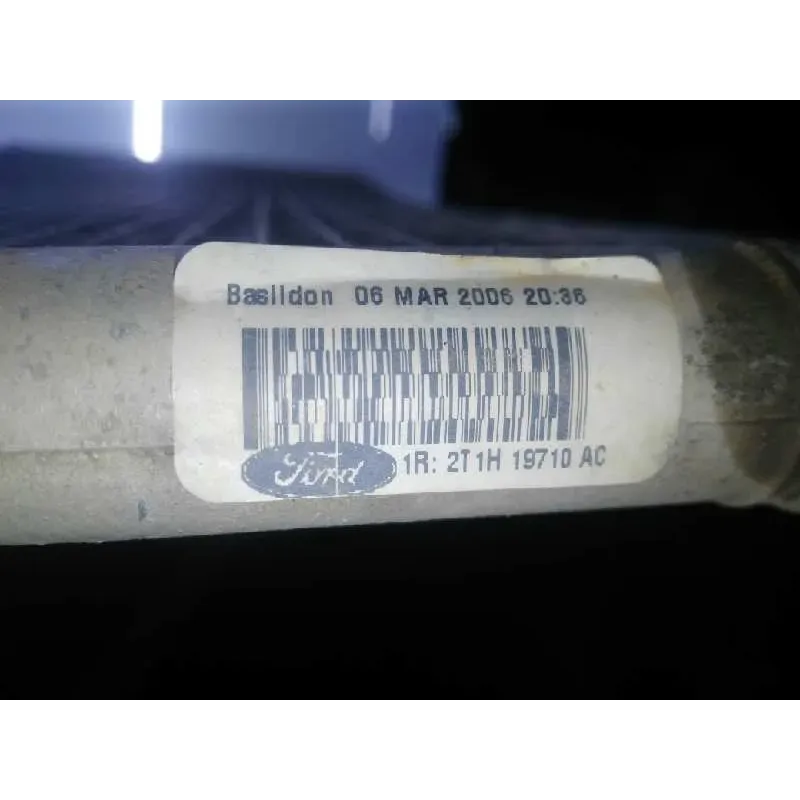 Basildon 06 MAR 2006 20:36
Ford 1R: 2T1H 19710 AC